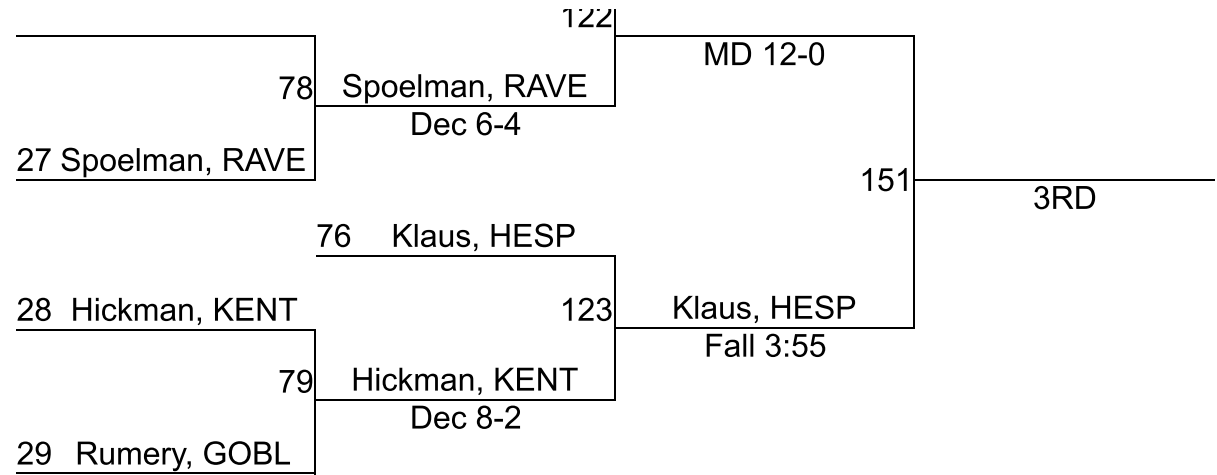 122
MD 12-0
78
Spoelman, RAVE
Dec 6-4
27 Spoelman, RAVE
151
3RD
76 Klaus, HESP
28 Hickman, KENT
123
Klaus, HESP
Fall 3:55
79
Hickman, KENT
Dec 8-2
29 Rumery, GOBL